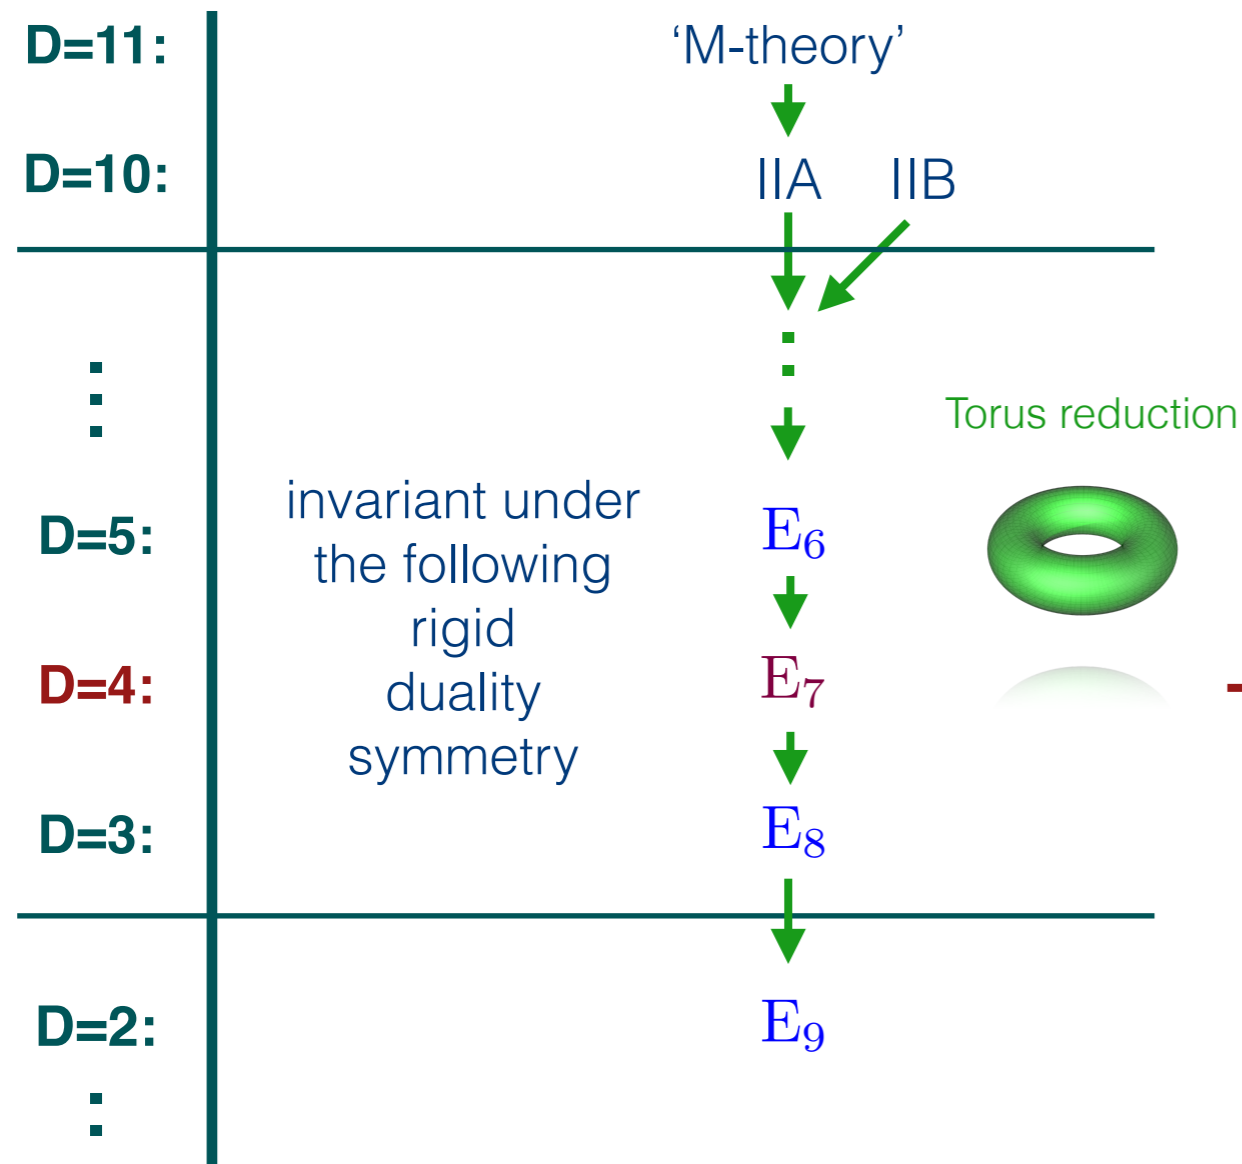 D=11: ‘M-theory’
D=10: IIA IIB
Torus reduction
invariant under
the following
rigid
duality
symmetry
D=5: E₆
D=4: E₇
D=3: E₈
D=2: E₉